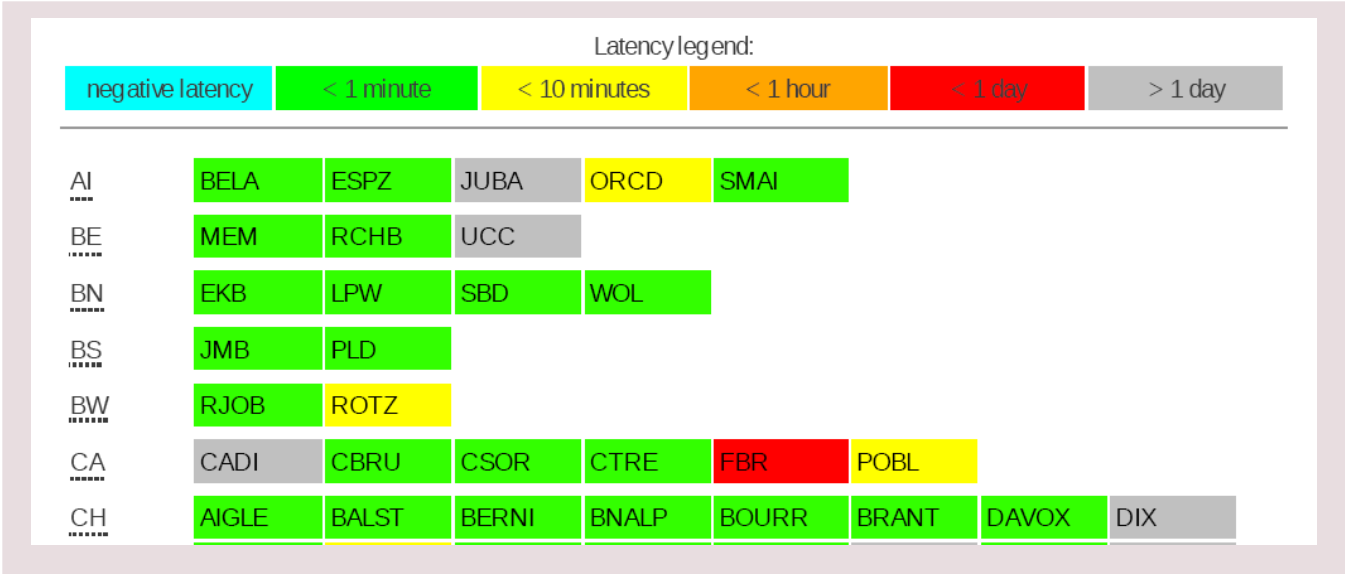 Latency legend:
negative latency < 1 minute < 10 minutes < 1 hour < 1 day > 1 day
AI BELA ESPZ JUBA ORCD SMAI
BE MEM RCHB UCC
BN EKB LPW SBD WOL
BS JMB PLD
BW RJOB ROTZ
CA CADI CBRU CSOR CTRE FBR POBL
CH AIGLE BALST BERNI BNALP BOURR BRANT DAVOX DIX